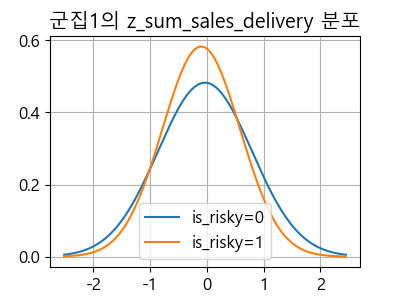 군집1의 z_sum_sales_delivery 분포
0.6
0.4
0.2
0.0
is_risky=0
is_risky=1
-2 -1 0 1 2